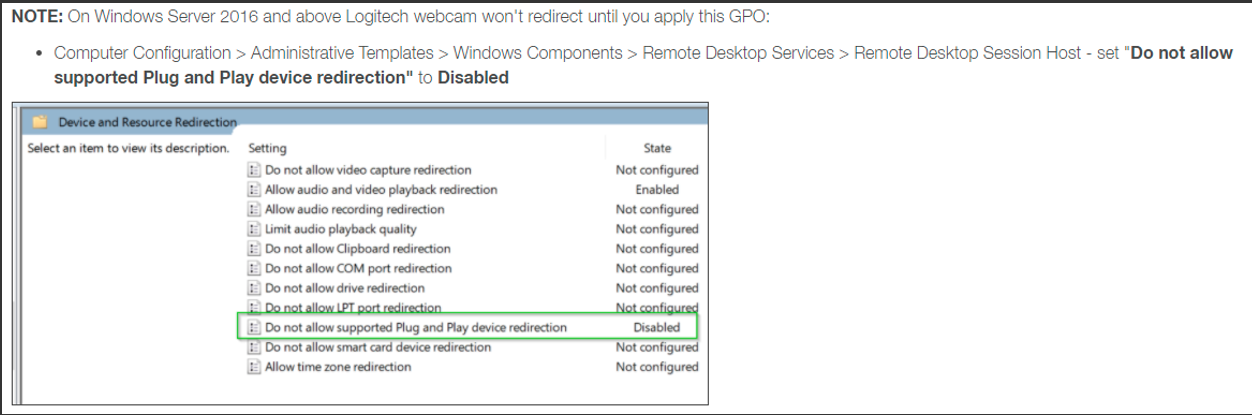 NOTE: On Windows Server 2016 and above Logitech webcam won't redirect until you apply this GPO:
• Computer Configuration > Administrative Templates > Windows Components > Remote Desktop Services > Remote Desktop Session Host - set "Do not allow
supported Plug and Play device redirection" to Disabled
Device and Resource Redirection
Select an item to view its description. Setting State
Do not allow video capture redirection Not configured
Allow audio and video playback redirection Enabled
Allow audio recording redirection Not configured
Limit audio playback quality Not configured
Do not allow Clipboard redirection Not configured
Do not allow COM port redirection Not configured
Do not allow drive redirection Not configured
Do not allow LPT port redirection Not configured
Do not allow supported Plug and Play device redirection Disabled
Do not allow smart card device redirection Not configured
Allow time zone redirection Not configured